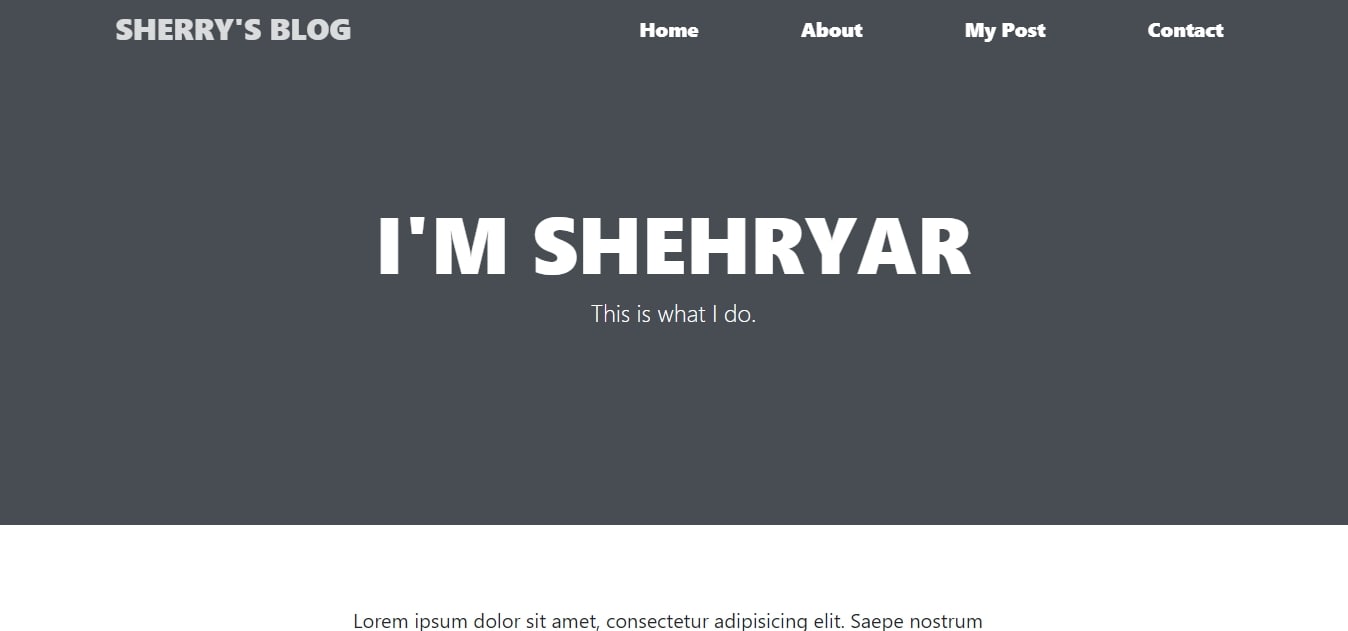 SHERRY'S BLOG
Home About My Post Contact
I'M SHEHRYAR
This is what I do.
Lorem ipsum dolor sit amet, consectetur adipisicing elit. Saepe nostrum